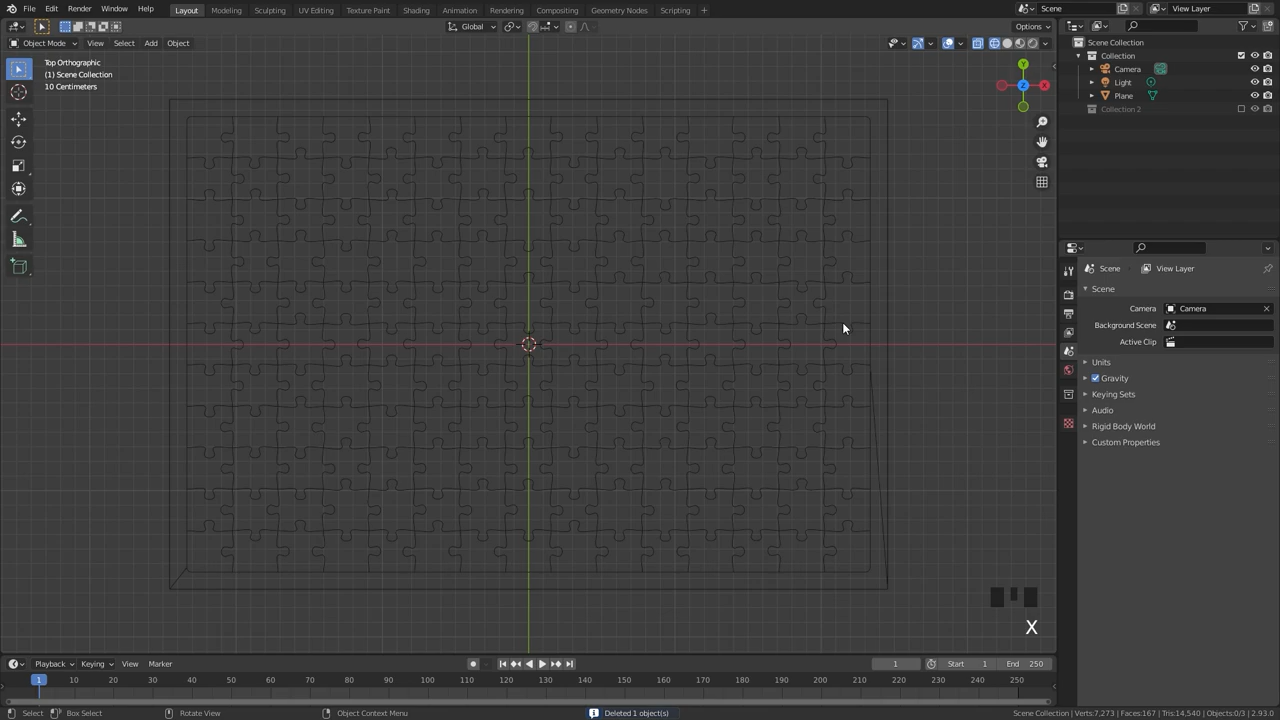 File Edit Render Window Help Layout Modeling Sculpting UV Editing Texture Paint Shading Animation Rendering Compositing Geometry Nodes Scripting + Scene View Layer
Global Options
Object Mode View Select Add Object
Top Orthographic
(1) Scene Collection
10 Centimeters
Y
Z
X
Scene Collection
Collection
Camera
Light
Plane
Collection 2
Scene View Layer
Scene
Camera Camera
Background Scene
Active Clip
Units
Gravity
Keying Sets
Audio
Rigid Body World
Custom Properties
X
Playback Keying View Marker 1 Start 1 End 250
1 10 20 30 40 50 60 70 80 90 100 110 120 130 140 150 160 170 180 190 200 210 220 230 240 250
Select Box Select Rotate View Object Context Menu Deleted 1 object(s) Scene Collection | Verts:7,273 | Faces:167 | Tris:14,540 | Objects:0/3 | 2.93.0